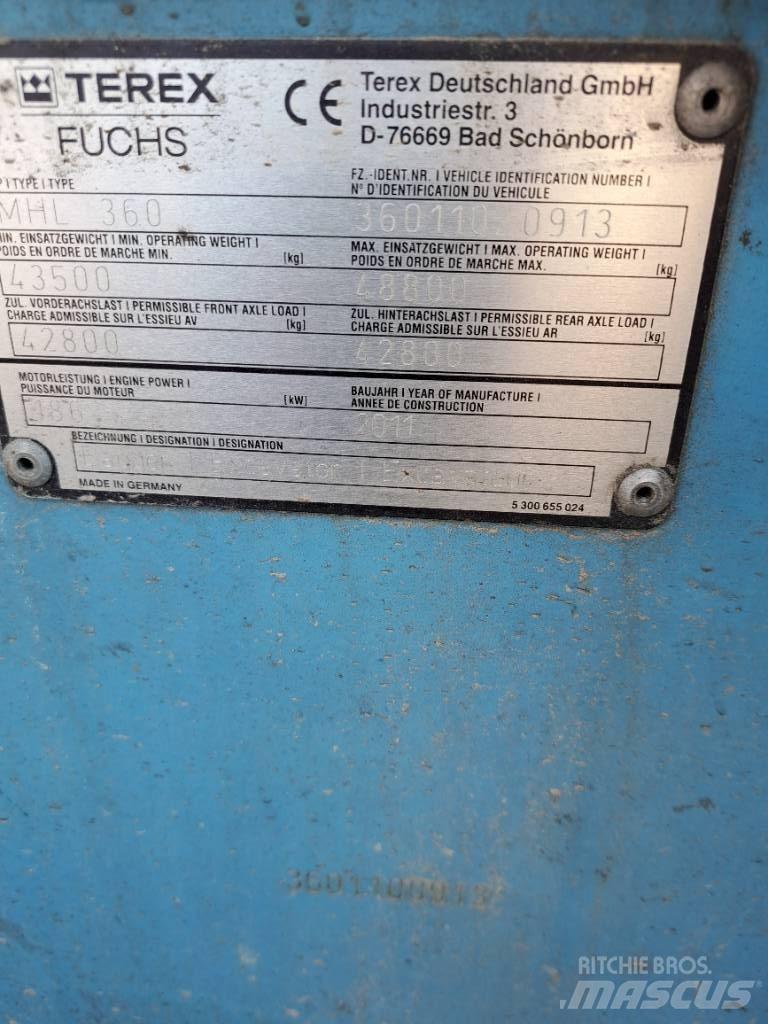 TEREX
FUCHS
CE
Terex Deutschland GmbH
Industriestr. 3
D-76669 Bad Schönborn
P I TYPE I TYPE
MHL 360
FZ.-IDENT.NR. I VEHICLE IDENTIFICATION NUMBER I
N° D'IDENTIFICATION DU VEHICULE
360110.0913
IN. EINSATZGEWICHT I MIN. OPERATING WEIGHT I
POIDS EN ORDRE DE MARCHE MIN. [kg]
43500
MAX. EINSATZGEWICHT I MAX. OPERATING WEIGHT I
POIDS EN ORDRE DE MARCHE MAX. [kg]
48800
ZUL. VORDERACHSLAST I PERMISSIBLE FRONT AXLE LOAD I
CHARGE ADMISSIBLE SUR L'ESSIEU AV [kg]
42800
ZUL. HINTERACHSLAST I PERMISSIBLE REAR AXLE LOAD I
CHARGE ADMISSIBLE SUR L'ESSIEU AR [kg]
42800
MOTORLEISTUNG I ENGINE POWER I
PUISSANCE DU MOTEUR [kW]
BAUJAHR I YEAR OF MANUFACTURE I
ANNEE DE CONSTRUCTION
2011
BEZEICHNUNG I DESIGNATION I DESIGNATION
MADE IN GERMANY
5 300 655 024
3601100913
RITCHIE BROS.
MASCUS